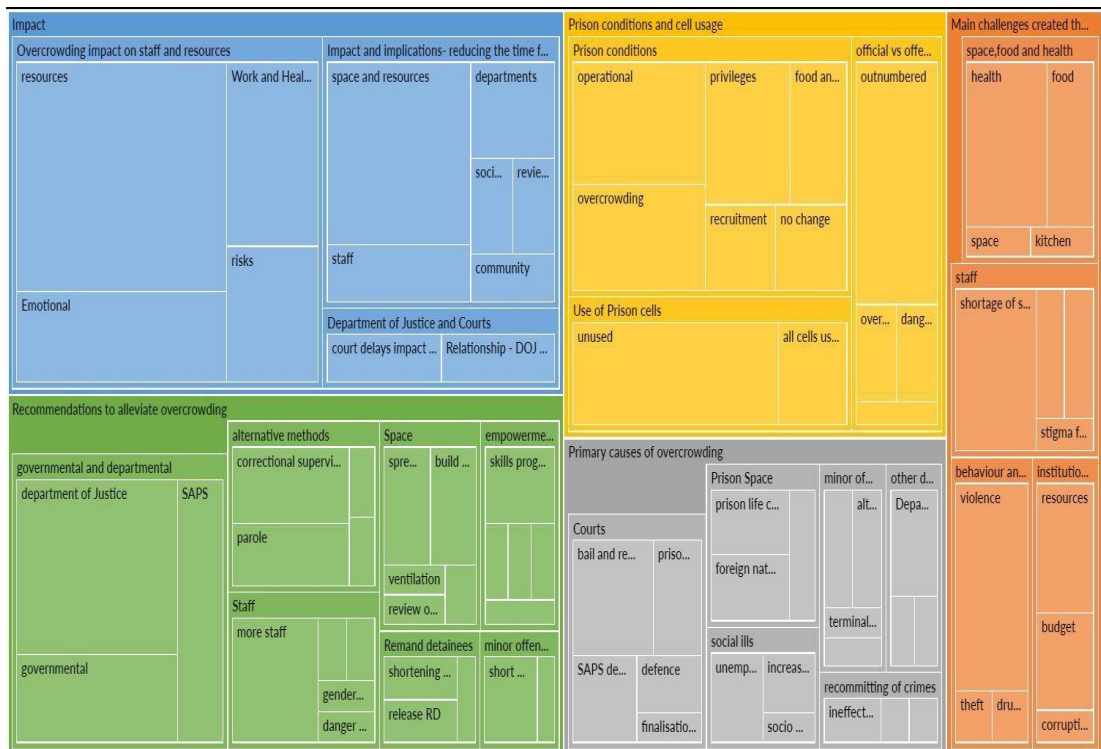 Impact
Overcrowding impact on staff and resources
resources
Work and Heal...
Emotional
risks
Impact and implications- reducing the time f...
space and resources
departments
soci...
revie...
staff
community
Department of Justice and Courts
court delays impact ...
Relationship - DOJ ...
Prison conditions and cell usage
Prison conditions
operational
privileges
food an...
overcrowding
recruitment
no change
Use of Prison cells
unused
all cells us...
official vs offe...
outnumbered
over...
dang...
Main challenges created th...
space,food and health
health
food
space
kitchen
staff
shortage of s...
stigma f...
behaviour an...
violence
theft
dru...
institutio...
resources
budget
corrupti...
Recommendations to alleviate overcrowding
governmental and departmental
department of Justice
SAPS
governmental
alternative methods
correctional supervi...
parole
Staff
more staff
gender...
danger ...
Space
spre...
build ...
ventilation
review o...
empowerme...
skills prog...
Remand detainees
shortening ...
release RD
minor offen...
short ...
Primary causes of overcrowding
Courts
bail and re...
priso...
SAPS de...
defence
finalisatio...
Prison Space
prison life c...
foreign nat...
social ills
unemp...
increas...
socio ...
minor of...
alt...
terminal...
other d...
Depa...
recommitting of crimes
ineffect...